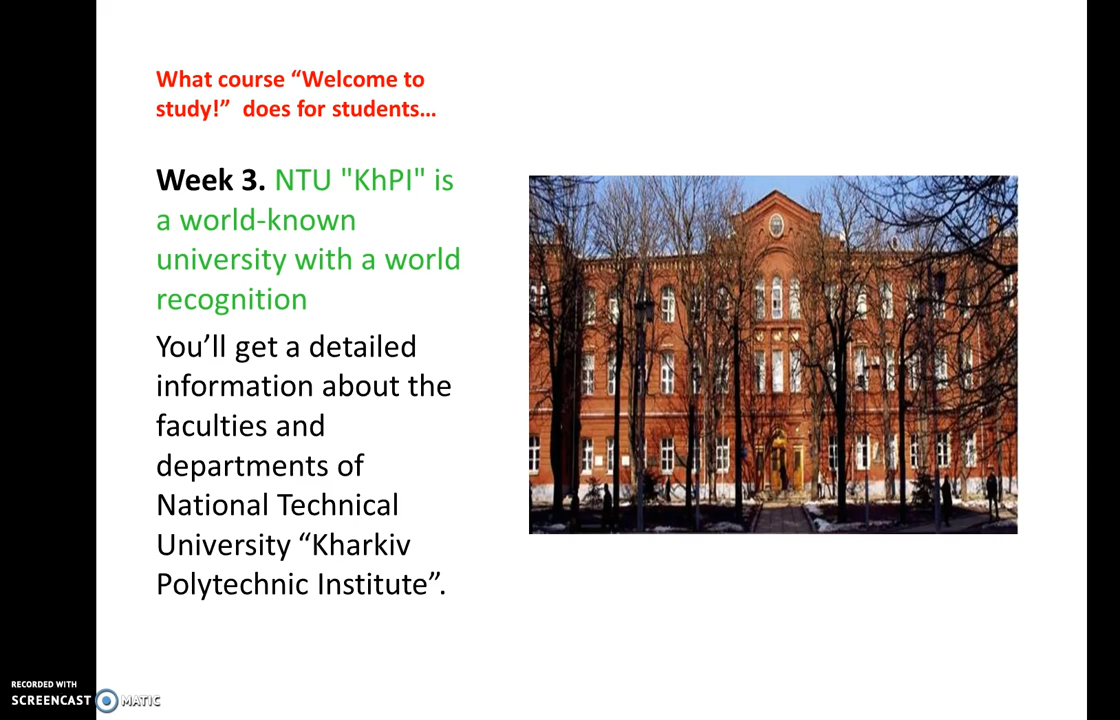 What course “Welcome to
study!”  does for students...
Week 3. NTU "KhPI" is
a world-known
university with a world
recognition
You’ll get a detailed
information about the
faculties and
departments of
National Technical
University “Kharkiv
Polytechnic Institute”.
RECORDED WITH
SCREENCAST MATIC